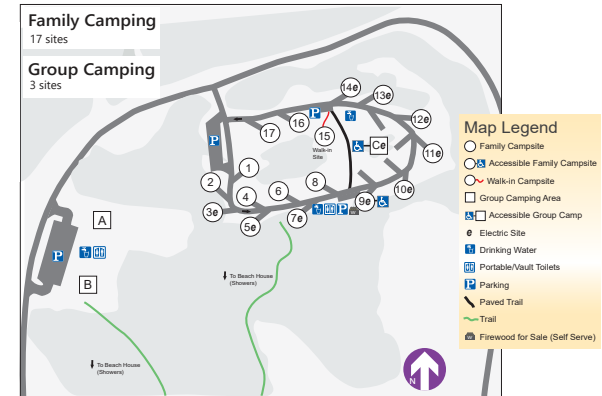 Family Camping
17 sites
Group Camping
3 sites
14e
13e
P
16
12e
17
15
Walk-in
Site
Ce
11e
P
1
2
8
10e
6
4
9e
3e
7e
P
5e
A
P
To Beach House
(Showers)
B
To Beach House
(Showers)
N
Map Legend
Family Campsite
Accessible Family Campsite
Walk-in Campsite
Group Camping Area
Accessible Group Camp
e Electric Site
Drinking Water
Portable/Vault Toilets
P Parking
Paved Trail
Trail
Firewood for Sale (Self Serve)